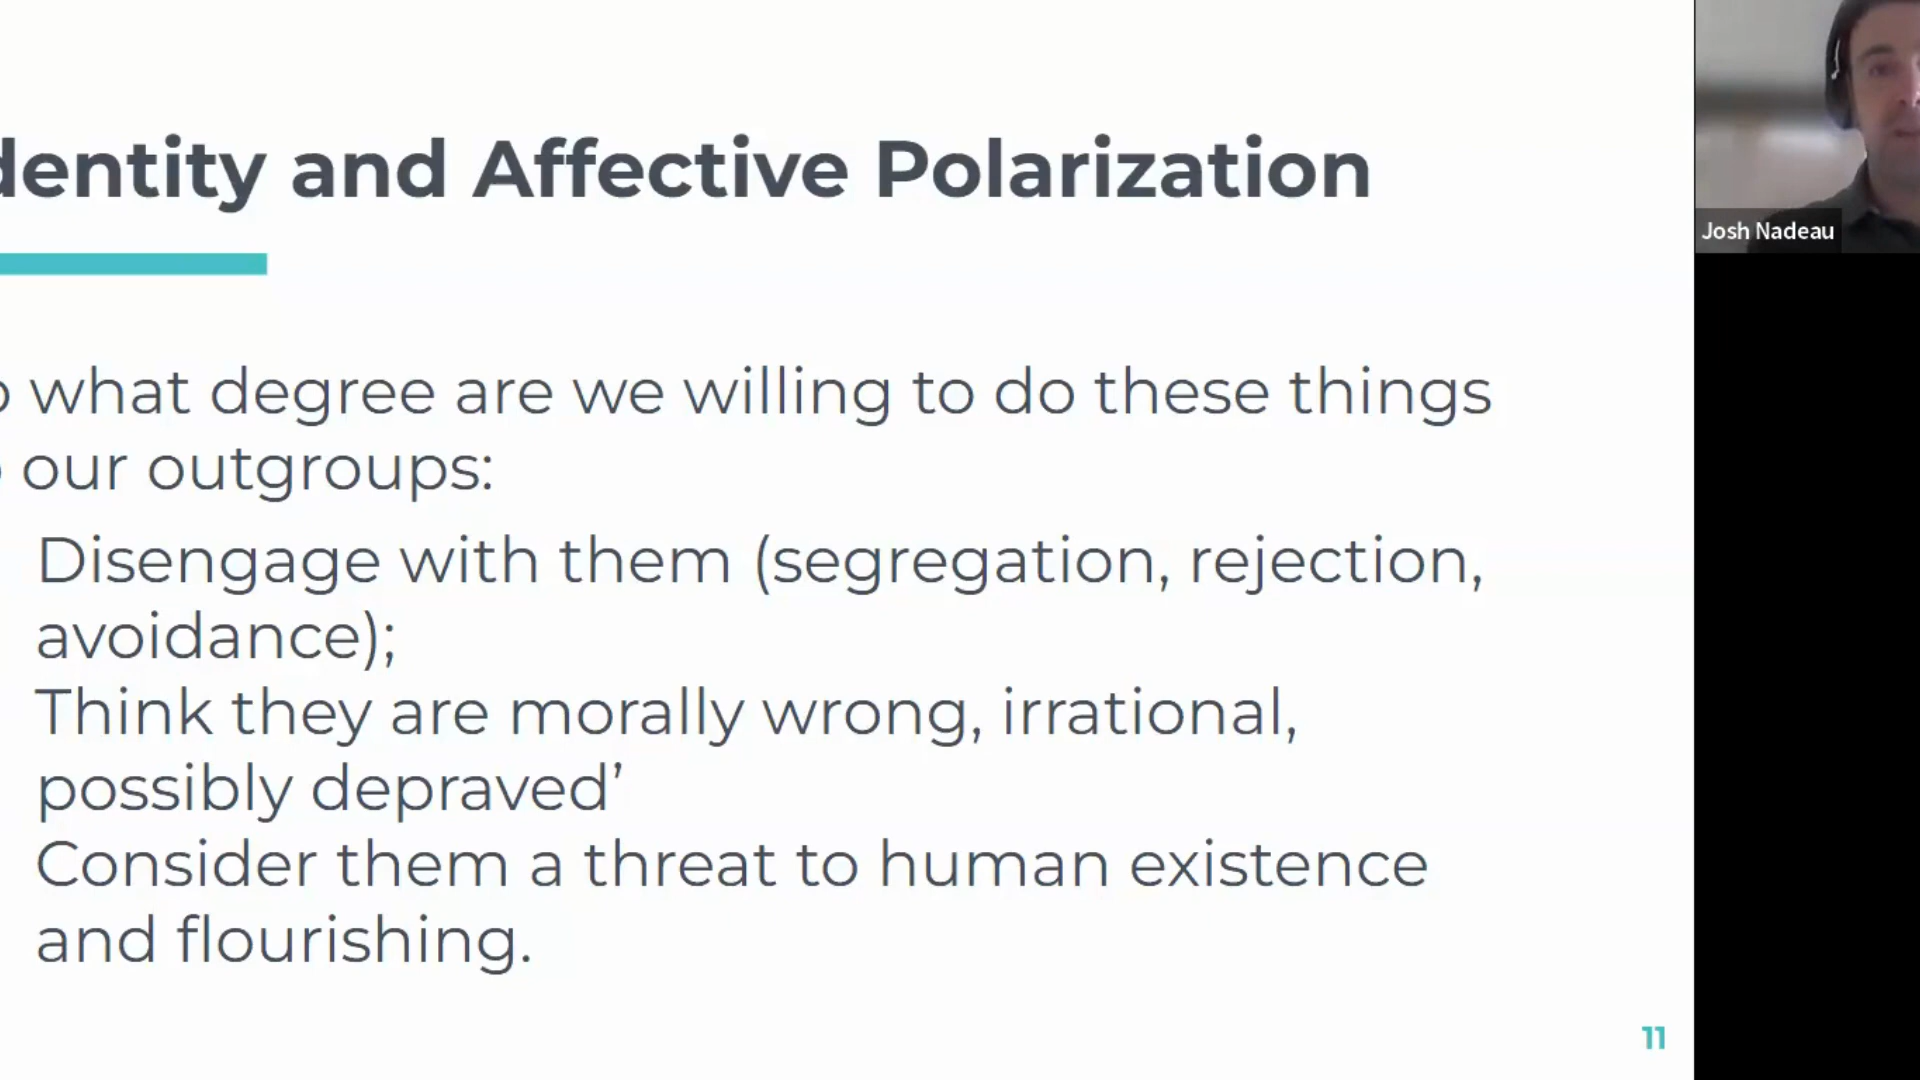 dentity and Affective Polarization
o what degree are we willing to do these things
o our outgroups:
Disengage with them (segregation, rejection,
avoidance);
Think they are morally wrong, irrational,
possibly depraved’
Consider them a threat to human existence
and flourishing.
11
Josh Nadeau